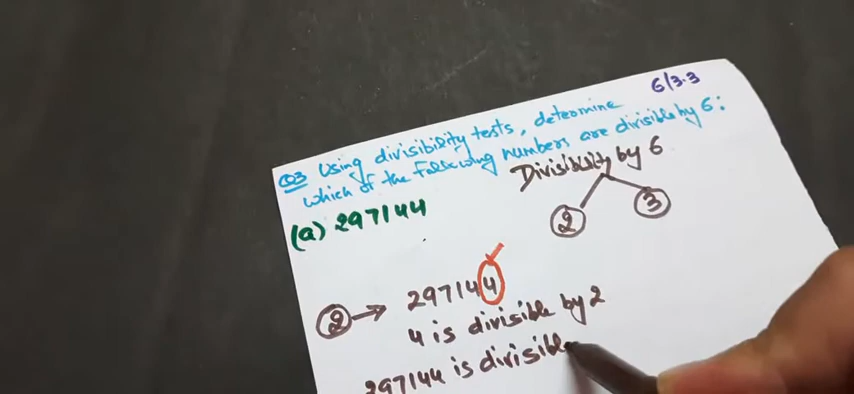 6/3.3
Q3 Using divisibility tests, determine
which of the following numbers are divisible by 6:
Divisibility by 6
2 3
(a) 297144
2 → 297144
4 is divisible by 2
297144 is divisible